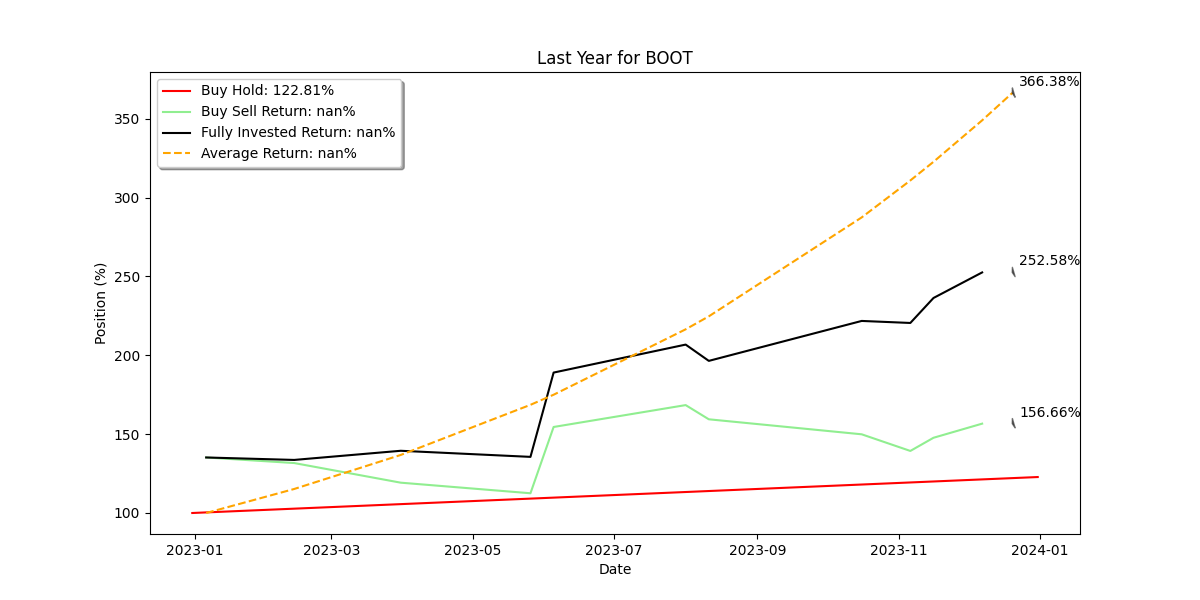 Last Year for BOOT
366.38%
Buy Hold: 122.81%
Buy Sell Return: nan%
Fully Invested Return: nan%
Average Return: nan%
350
300
252.58%
250
Position (%)
200
156.66%
150
100
2023-01 2023-03 2023-05 2023-07 2023-09 2023-11 2024-01
Date